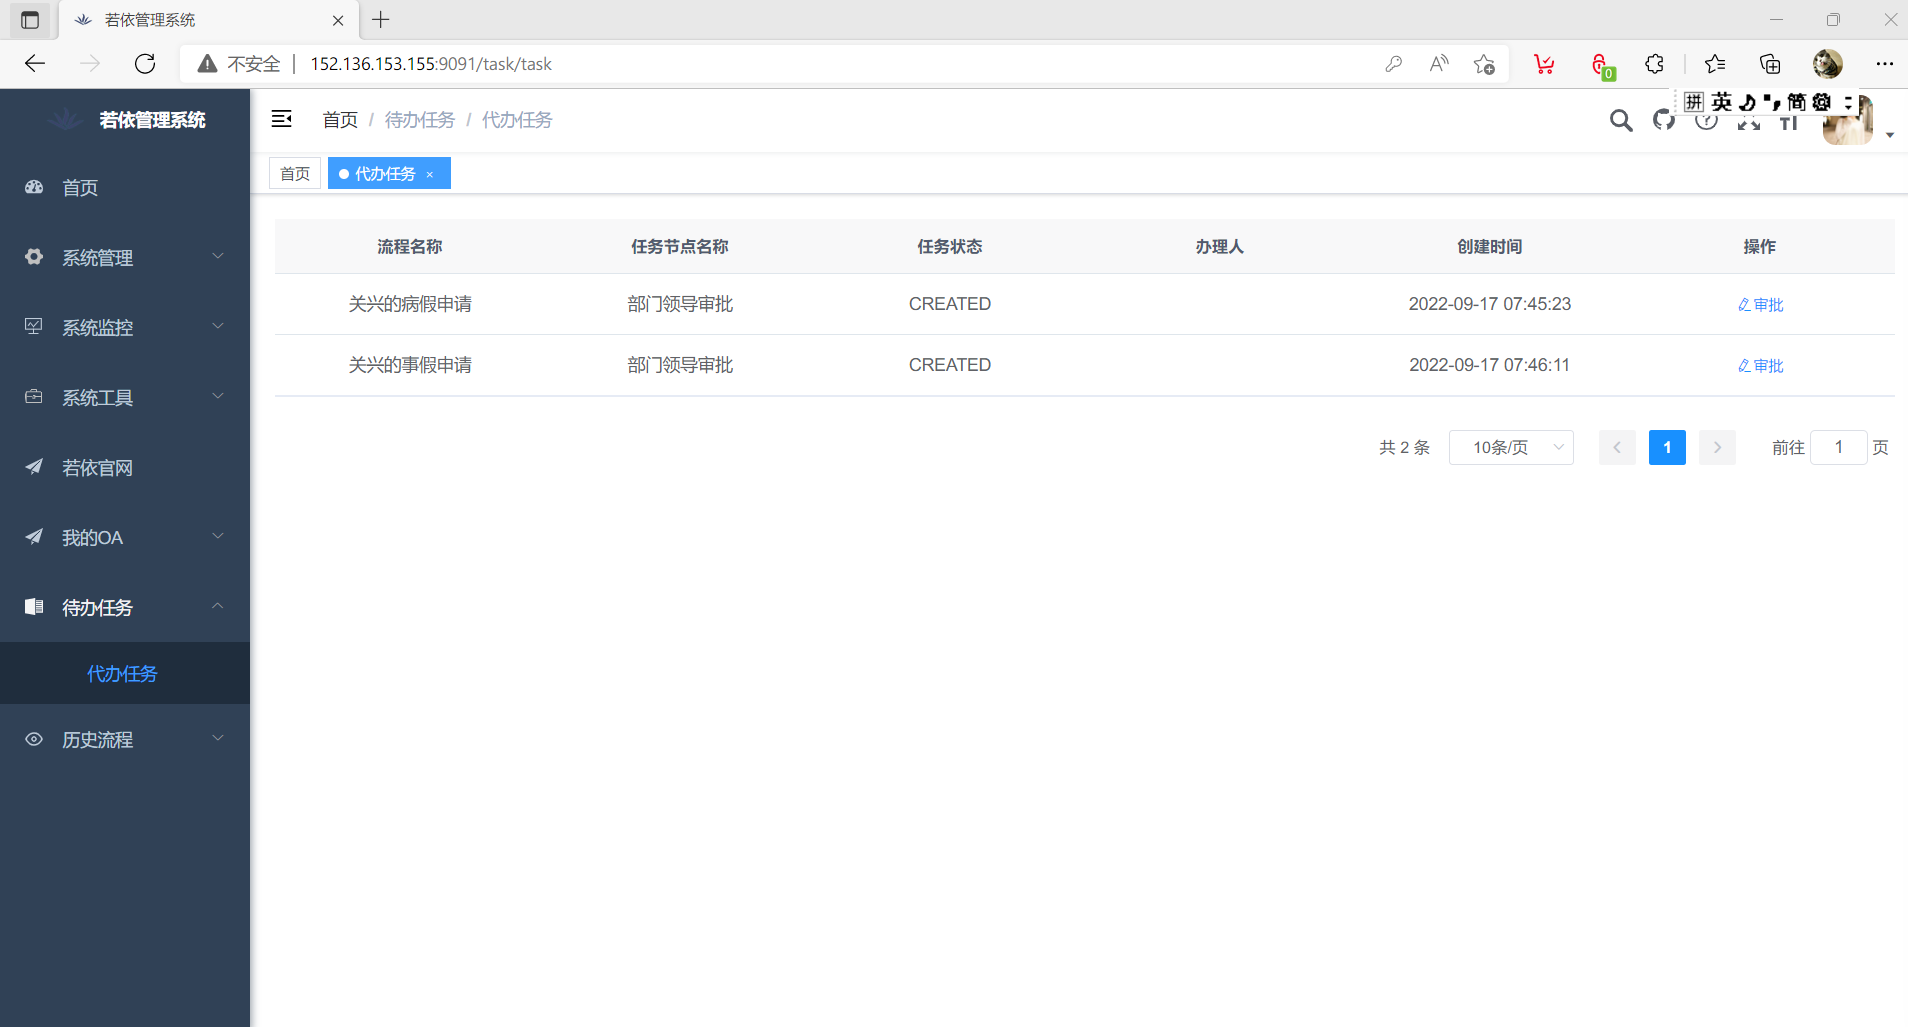 若依管理系统
不安全 152.136.153.155:9091/task/task
0
拼 英 简
若依管理系统
首页 / 待办任务 / 代办任务
首页
代办任务 ×
首页
系统管理
系统监控
系统工具
若依官网
我的OA
待办任务
代办任务
历史流程
流程名称 任务节点名称 任务状态 办理人 创建时间 操作
关兴的病假申请 部门领导审批 CREATED 2022-09-17 07:45:23 审批
关兴的事假申请 部门领导审批 CREATED 2022-09-17 07:46:11 审批
共 2 条 10条/页 1 前往 1 页